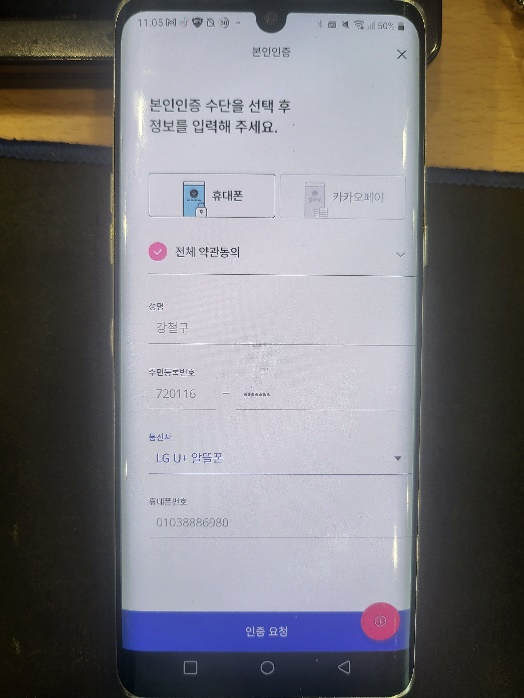 11:05
50%
본인인증
본인인증 수단을 선택 후
정보를 입력해 주세요.
휴대폰
카카오페이
전체 약관동의
성명
강철구
주민등록번호
720116 – •••••••
통신사
LG U+ 알뜰폰
휴대폰번호
01038886980
인증 요청